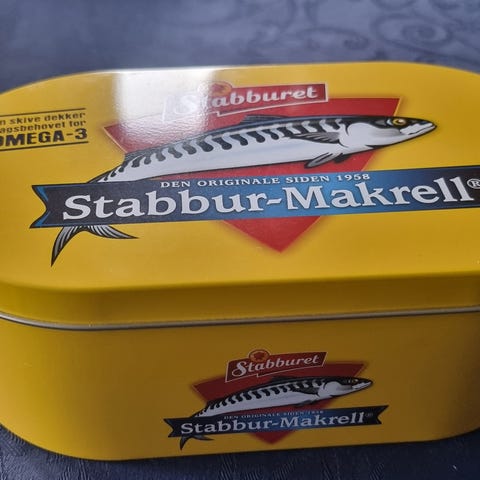 Stabburet
skive dekker
behovet for
OMEGA-3
DEN ORIGINALE SIDEN 1958
Stabbur-Makrell®
Stabburet
DEN ORIGINALE SIDEN 1958
Stabbur-Makrell®